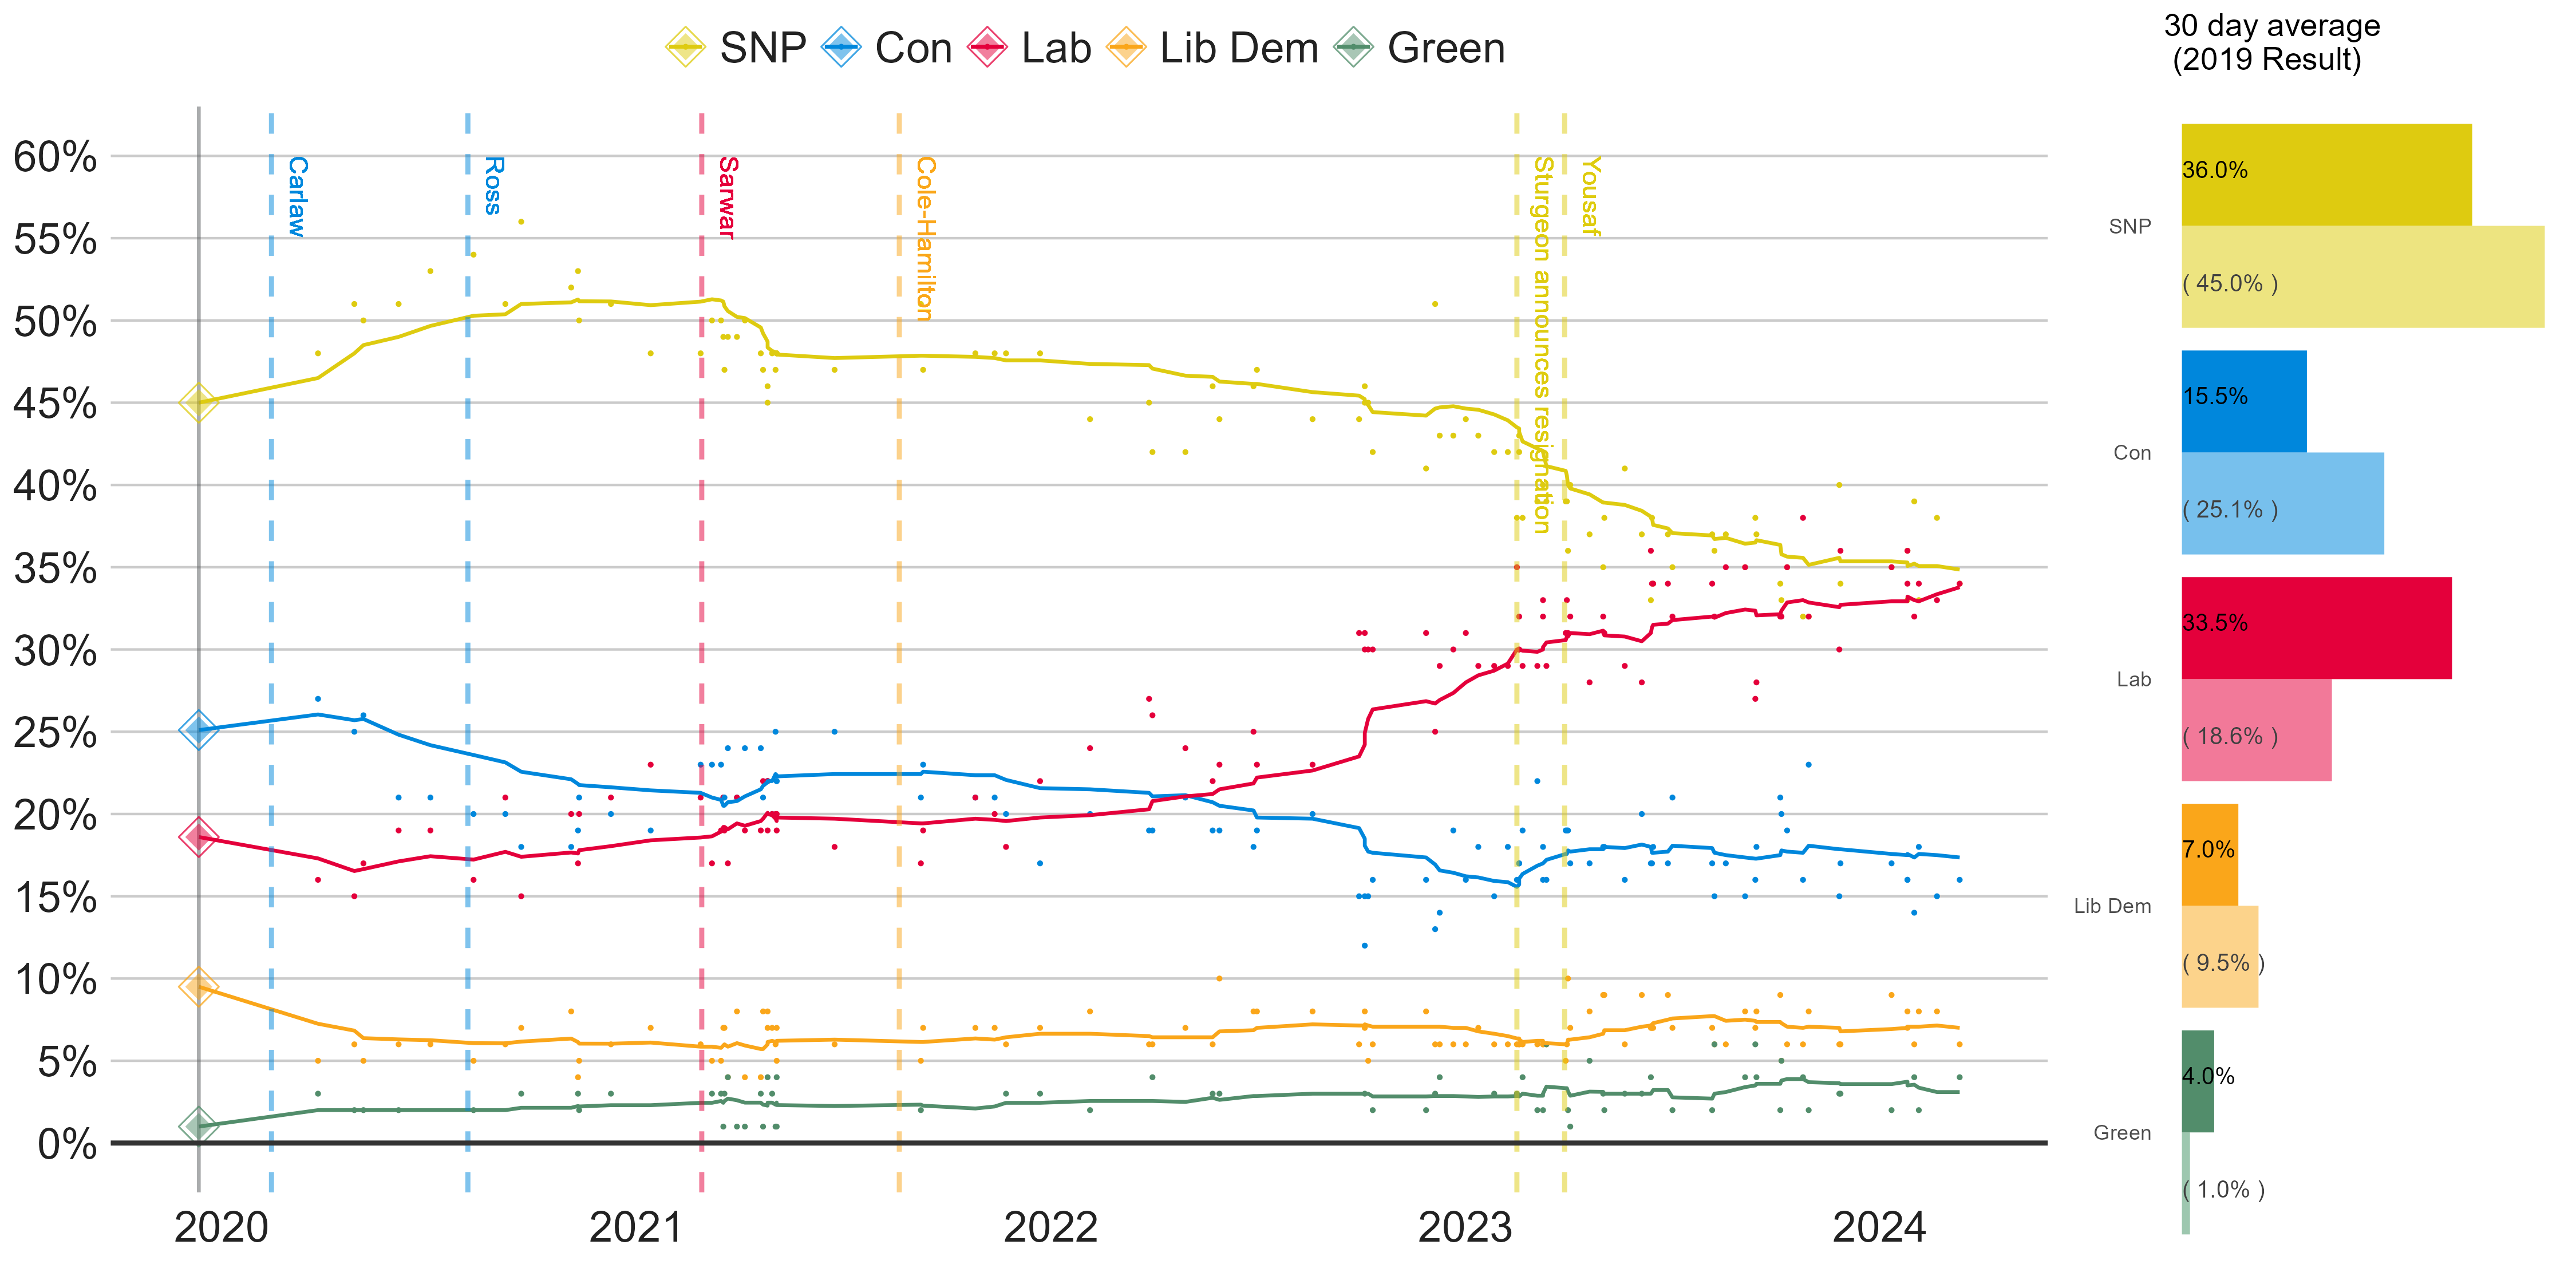 SNP Con Lab Lib Dem Green
30 day average
(2019 Result)
60%
55%
50%
45%
40%
35%
30%
25%
20%
15%
10%
5%
0%
Carlaw
Ross
Sarwar
Cole-Hamilton
Sturgeon announces resignation
Yousaf
2020 2021 2022 2023 2024
SNP
36.0%
( 45.0% )
Con
15.5%
( 25.1% )
Lab
33.5%
( 18.6% )
Lib Dem
7.0%
( 9.5% )
Green
4.0%
( 1.0% )